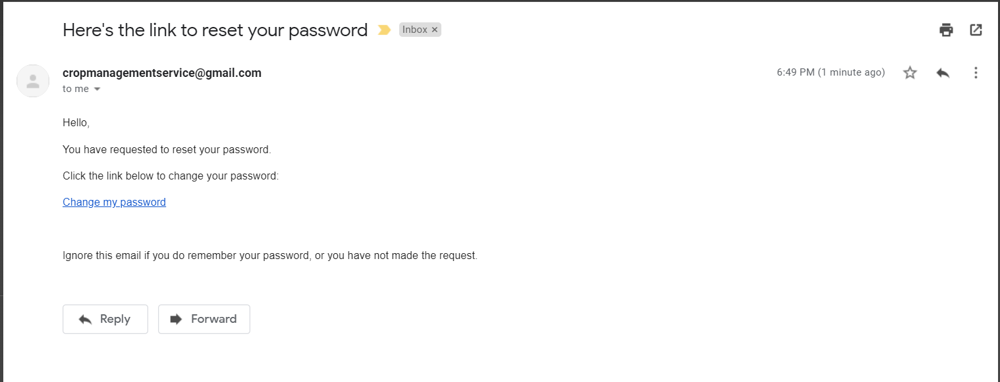 Here's the link to reset your password Inbox ×
cropmanagementservice@gmail.com 6:49 PM (1 minute ago)
to me
Hello,
You have requested to reset your password.
Click the link below to change your password:
Change my password
Ignore this email if you do remember your password, or you have not made the request.
Reply Forward